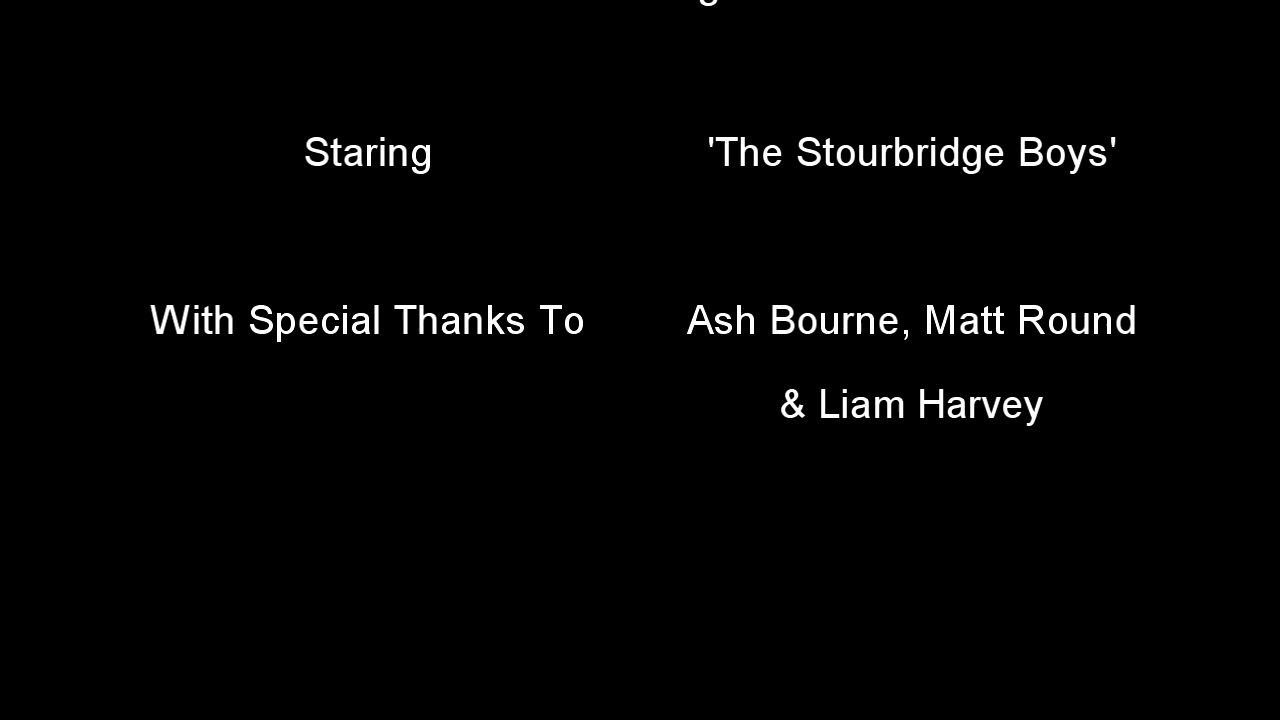 Staring 'The Stourbridge Boys'
With Special Thanks To Ash Bourne, Matt Round
& Liam Harvey